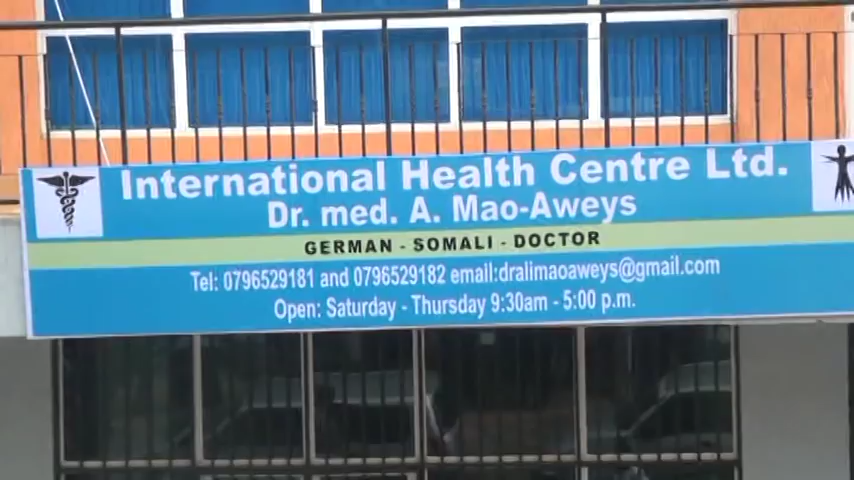 International Health Centre Ltd.
Dr. med. A. Mao-Aweys
GERMAN - SOMALI - DOCTOR
Tel: 0796529181 and 0796529182 email:dralimaoaweys@gmail.com
Open: Saturday - Thursday 9:30am - 5:00 p.m.